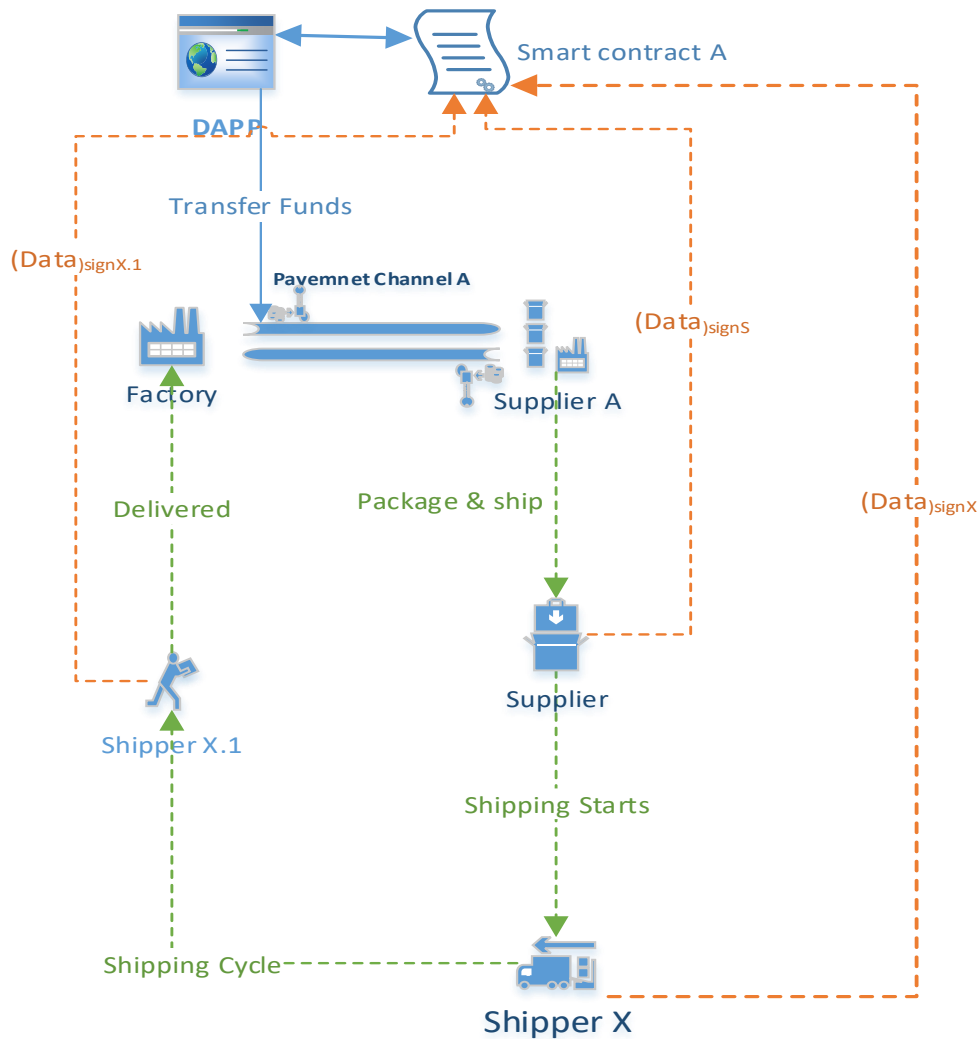 Smart contract A
DAPP
Transfer Funds
(Data)signX.1
Pavemnet Channel A
(Data)signS
Factory
Supplier A
Delivered
Package & ship
(Data)signX
Supplier
Shipper X.1
Shipping Starts
Shipping Cycle
Shipper X